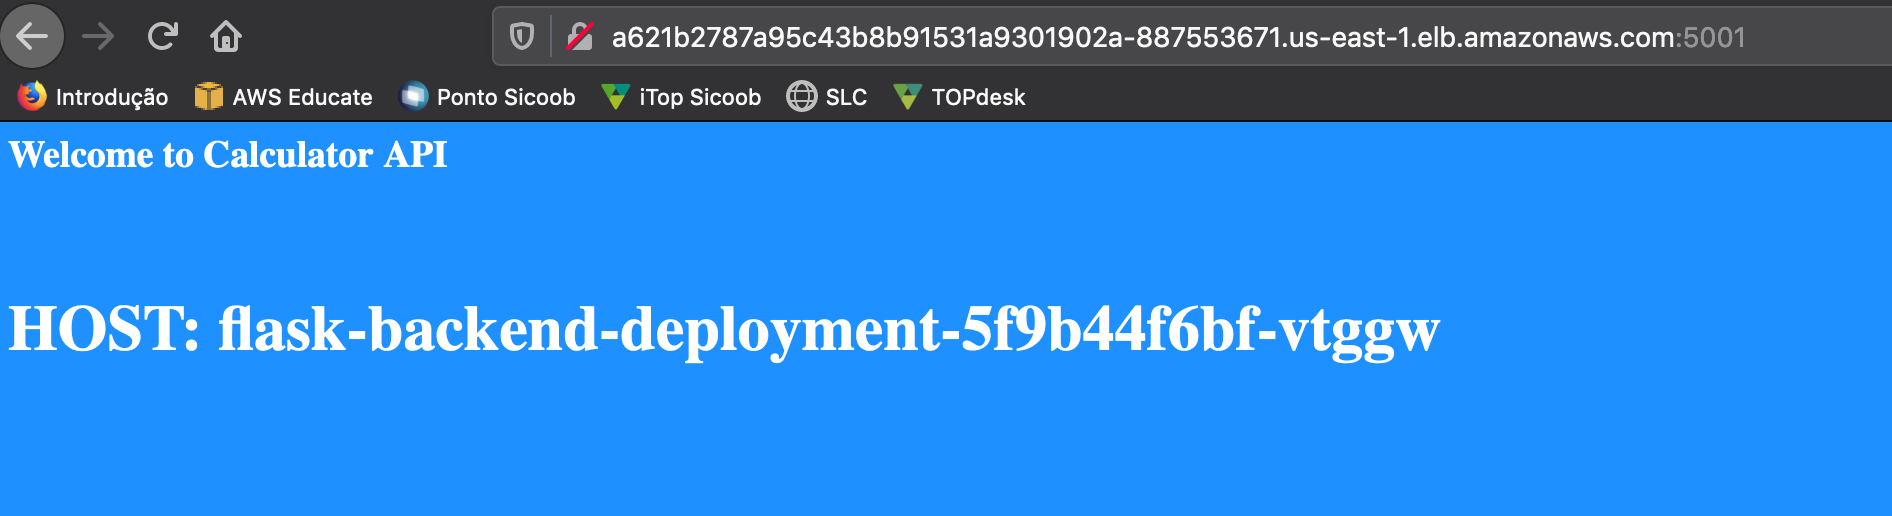 a621b2787a95c43b8b91531a9301902a-887553671.us-east-1.elb.amazonaws.com:5001
Introdução AWS Educate Ponto Sicoob iTop Sicoob SLC TOPdesk
Welcome to Calculator API
HOST: flask-backend-deployment-5f9b44f6bf-vtggw